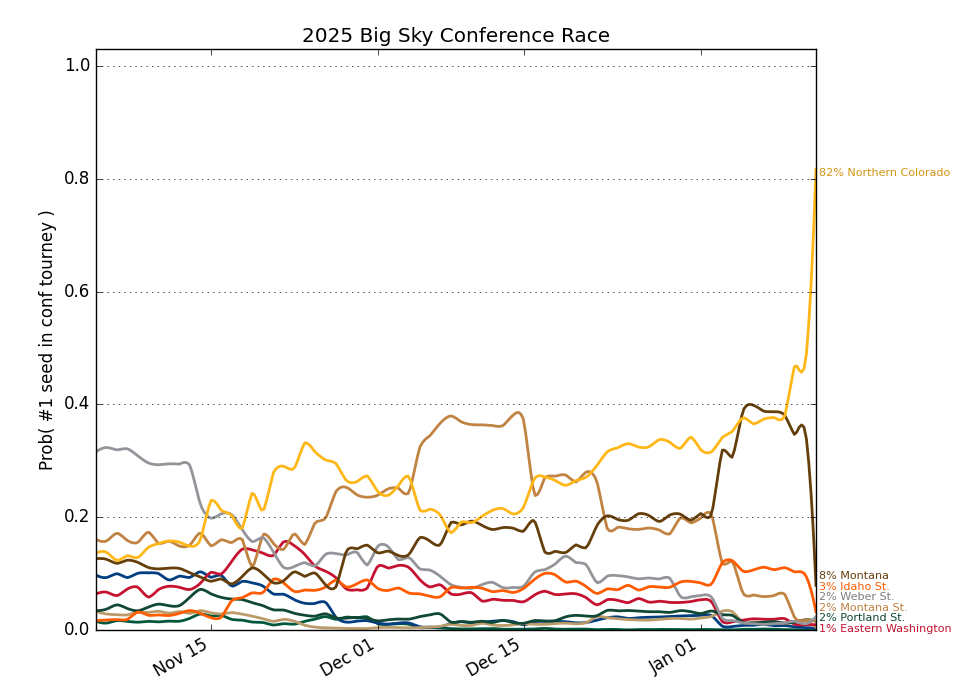 2025 Big Sky Conference Race
Prob( #1 seed in conf tourney )
1.0
0.8
0.6
0.4
0.2
0.0
Nov 15
Dec 01
Dec 15
Jan 01
82% Northern Colorado
8% Montana
3% Idaho St.
2% Weber St.
2% Montana St.
2% Portland St.
1% Eastern Washington